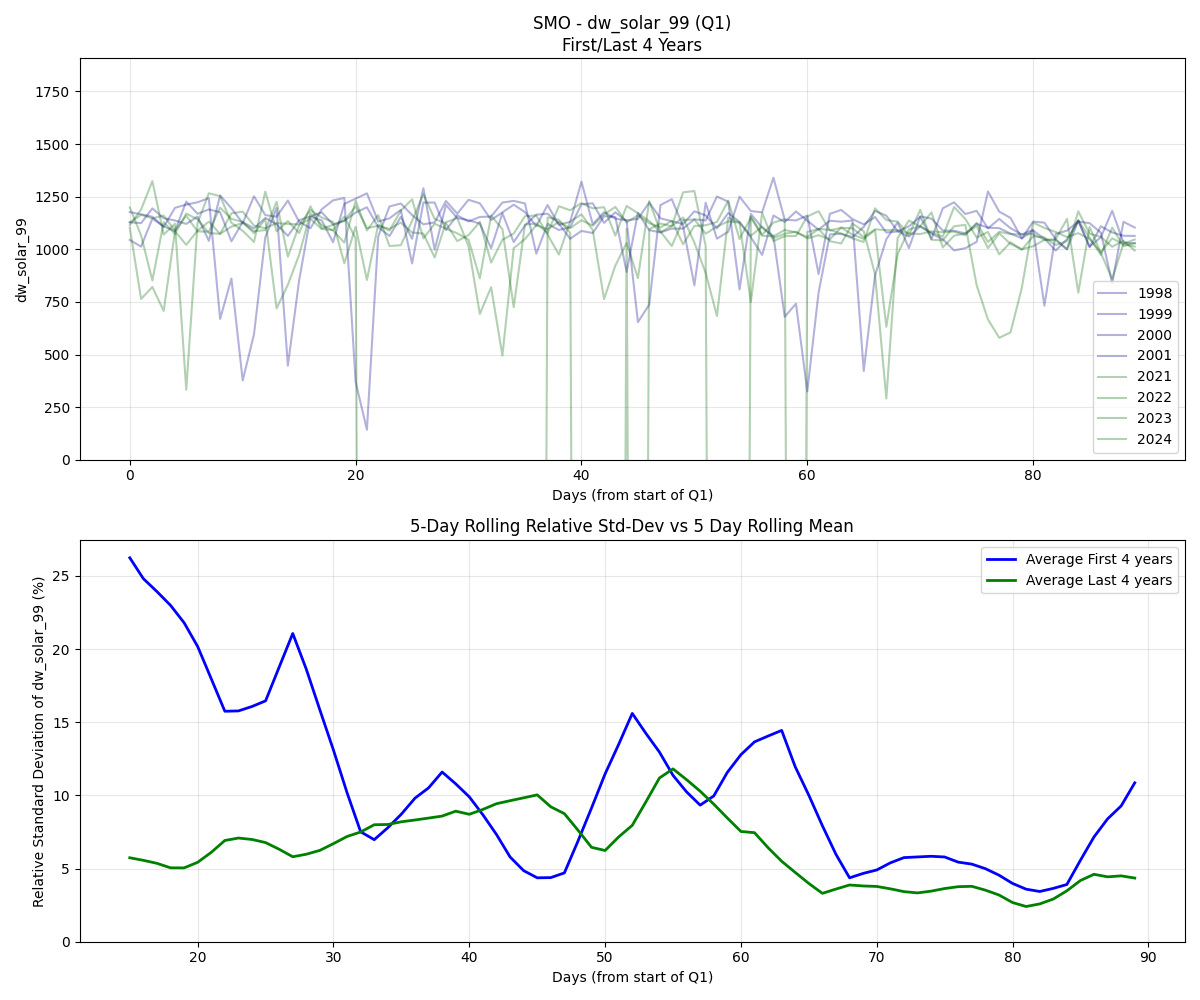 SMO - dw_solar_99 (Q1)
First/Last 4 Years
dw_solar_99
1750
1500
1250
1000
750
500
250
0
0 20 40 60 80
Days (from start of Q1)
1998
1999
2000
2001
2021
2022
2023
2024
5-Day Rolling Relative Std-Dev vs 5 Day Rolling Mean
Relative Standard Deviation of dw_solar_99 (%)
25
20
15
10
5
0
20 30 40 50 60 70 80 90
Days (from start of Q1)
Average First 4 years
Average Last 4 years